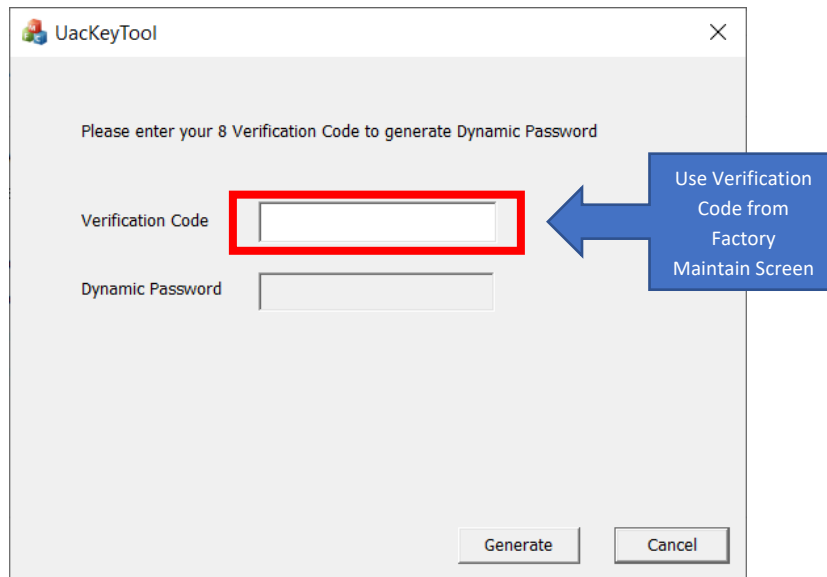 UacKeyTool
Please enter your 8 Verification Code to generate Dynamic Password
Verification Code
Use Verification
Code from
Factory
Maintain Screen
Dynamic Password
Generate
Cancel